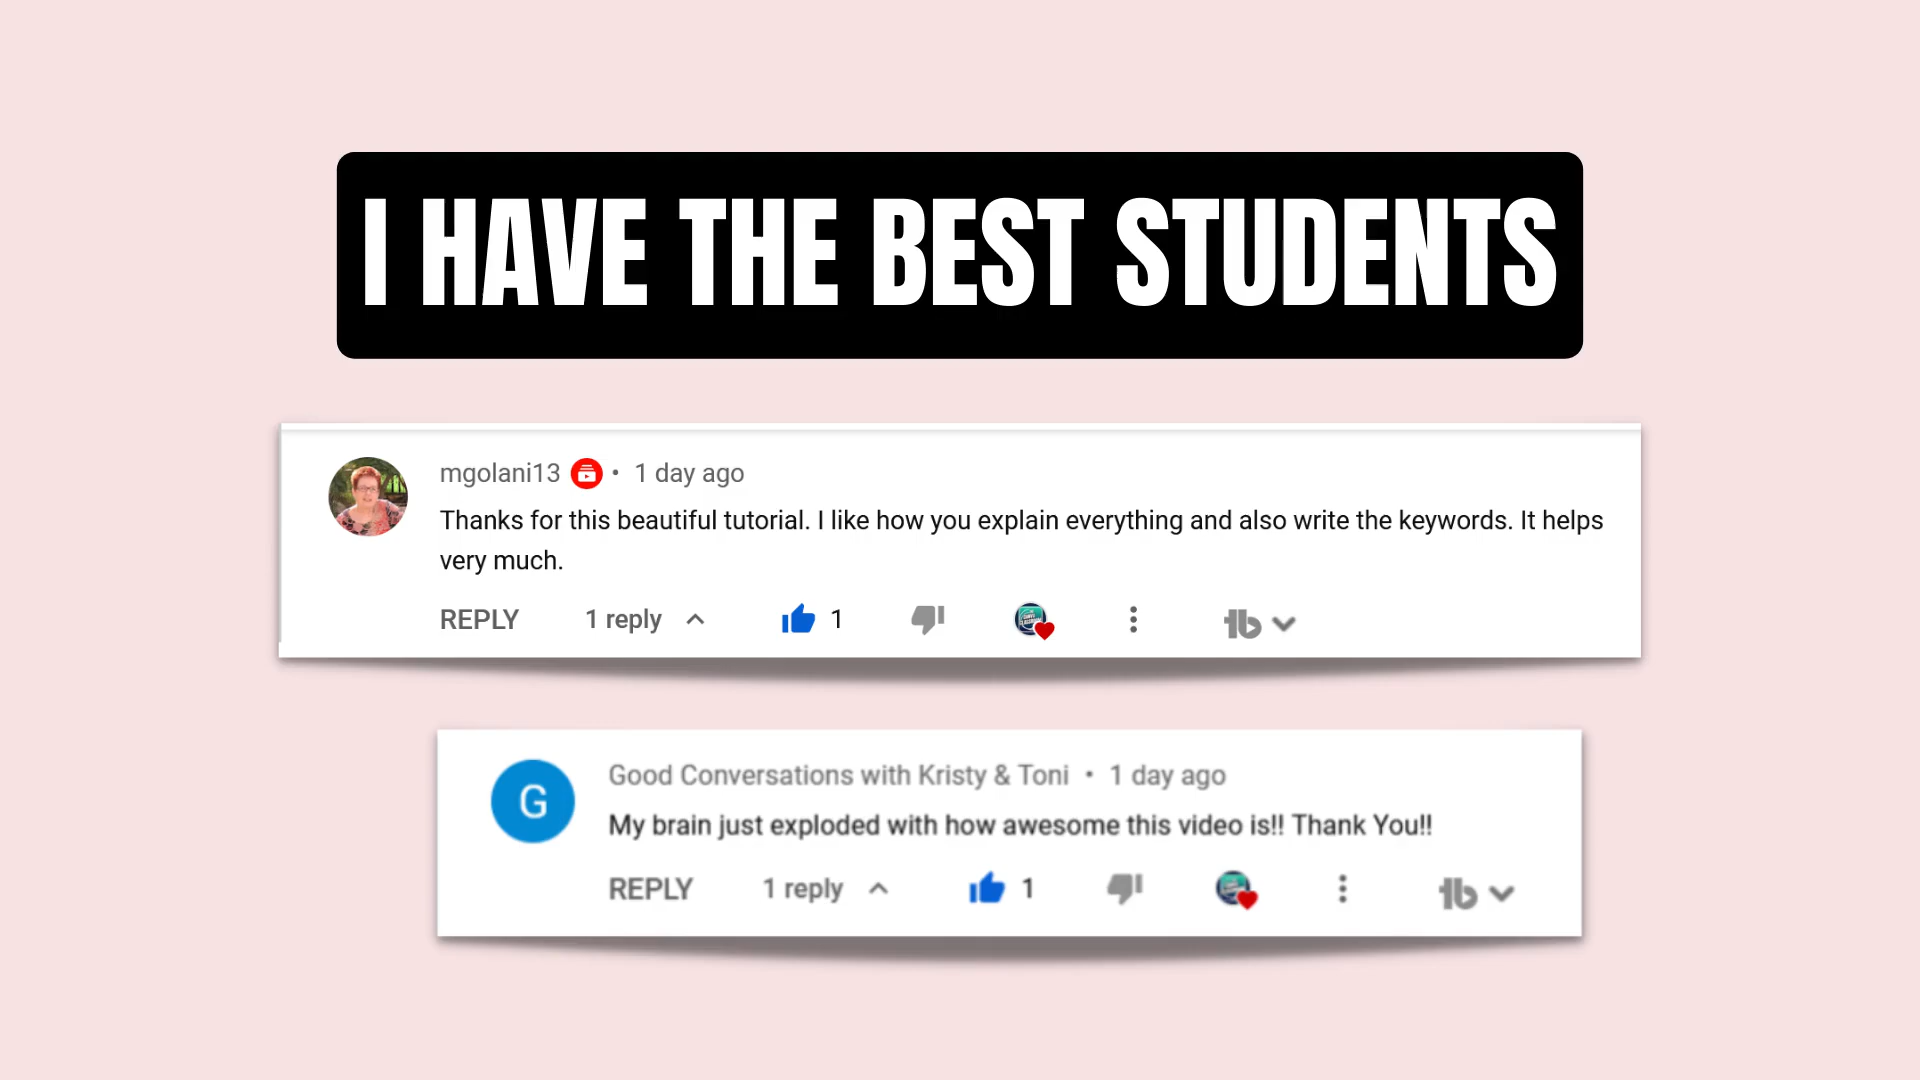 I HAVE THE BEST STUDENTS
mgolani13 • 1 day ago
Thanks for this beautiful tutorial. I like how you explain everything and also write the keywords. It helps
very much.
REPLY 1 reply 1
G
Good Conversations with Kristy & Toni • 1 day ago
My brain just exploded with how awesome this video is!! Thank You!!
REPLY 1 reply 1